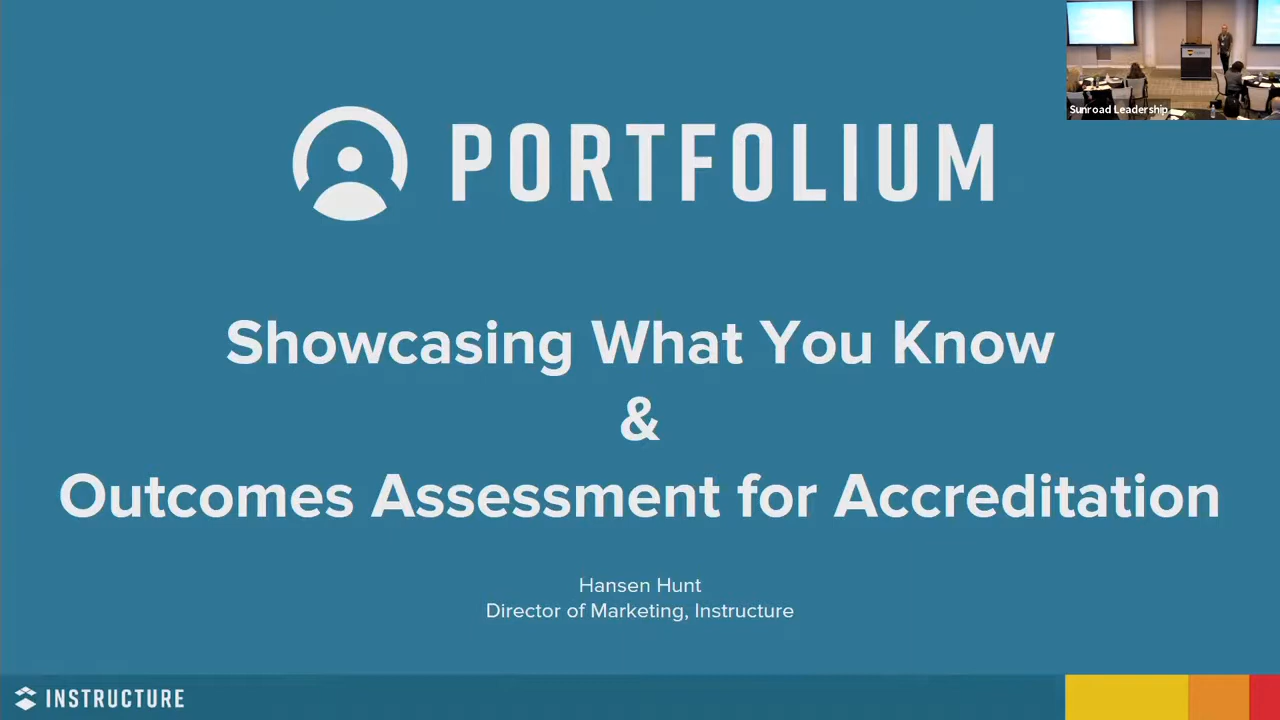 Sunroad Leadership
PORTFOLIUM
Showcasing What You Know
&
Outcomes Assessment for Accreditation
Hansen Hunt
Director of Marketing, Instructure
INSTRUCTURE